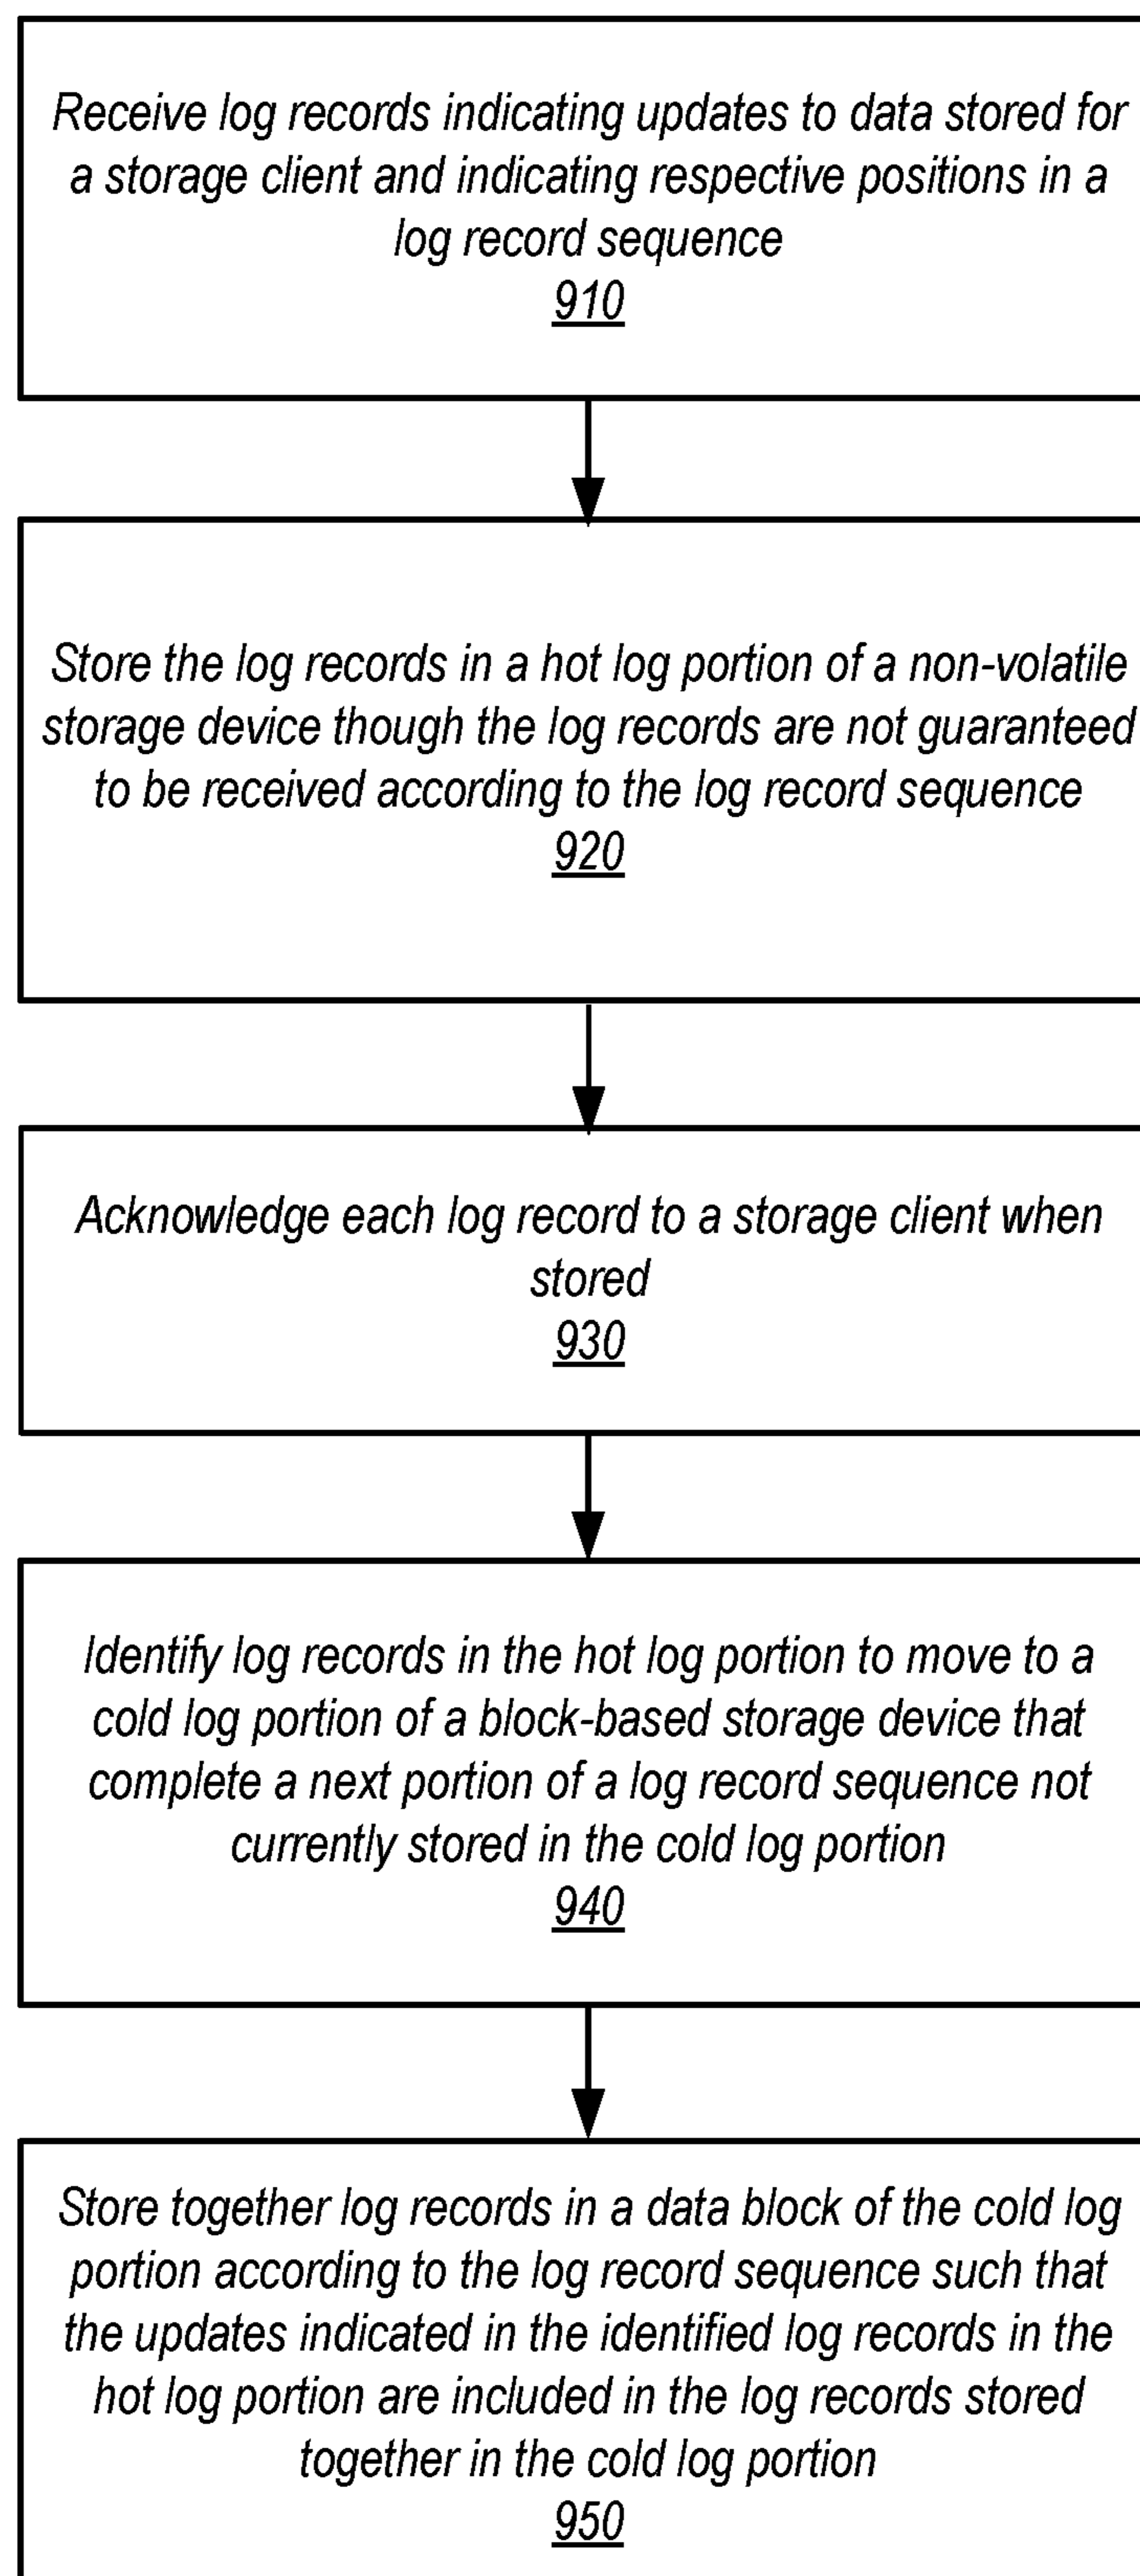 Receive log records indicating updates to data stored for
a storage client and indicating respective positions in a
log record sequence
910
Store the log records in a hot log portion of a non-volatile
storage device though the log records are not guaranteed
to be received according to the log record sequence
920
Acknowledge each log record to a storage client when
stored
930
Identify log records in the hot log portion to move to a
cold log portion of a block-based storage device that
complete a next portion of a log record sequence not
currently stored in the cold log portion
940
Store together log records in a data block of the cold log
portion according to the log record sequence such that
the updates indicated in the identified log records in the
hot log portion are included in the log records stored
together in the cold log portion
950